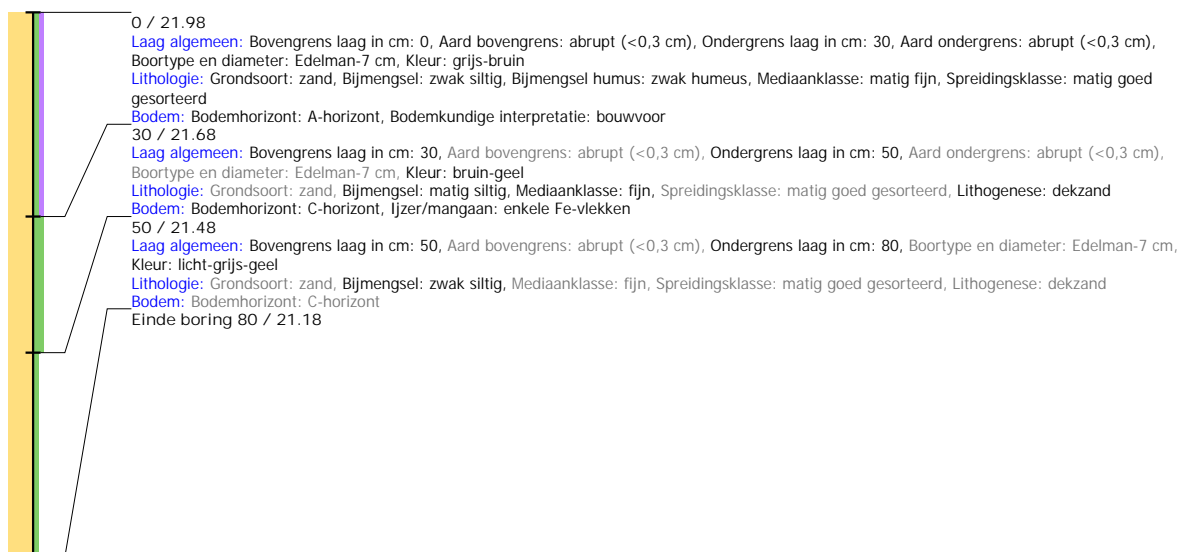 0 / 21.98
Laag algemeen: Bovengrens laag in cm: 0, Aard bovengrens: abrupt (<0,3 cm), Ondergrens laag in cm: 30, Aard ondergrens: abrupt (<0,3 cm),
Boortype en diameter: Edelman-7 cm, Kleur: grijs-bruin
Lithologie: Grondsoort: zand, Bijmengsel: zwak siltig, Bijmengsel humus: zwak humeus, Mediaanklasse: matig fijn, Spreidingsklasse: matig goed
gesorteerd
Bodem: Bodemhorizont: A-horizont, Bodemkundige interpretatie: bouwvoor
30 / 21.68
Laag algemeen: Bovengrens laag in cm: 30, Aard bovengrens: abrupt (<0,3 cm), Ondergrens laag in cm: 50, Aard ondergrens: abrupt (<0,3 cm),
Boortype en diameter: Edelman-7 cm, Kleur: bruin-geel
Lithologie: Grondsoort: zand, Bijmengsel: matig siltig, Mediaanklasse: fijn, Spreidingsklasse: matig goed gesorteerd, Lithogenese: dekzand
Bodem: Bodemhorizont: C-horizont, Ijzer/mangaan: enkele Fe-vlekken
50 / 21.48
Laag algemeen: Bovengrens laag in cm: 50, Aard bovengrens: abrupt (<0,3 cm), Ondergrens laag in cm: 80, Boortype en diameter: Edelman-7 cm,
Kleur: licht-grijs-geel
Lithologie: Grondsoort: zand, Bijmengsel: zwak siltig, Mediaanklasse: fijn, Spreidingsklasse: matig goed gesorteerd, Lithogenese: dekzand
Bodem: Bodemhorizont: C-horizont
Einde boring 80 / 21.18